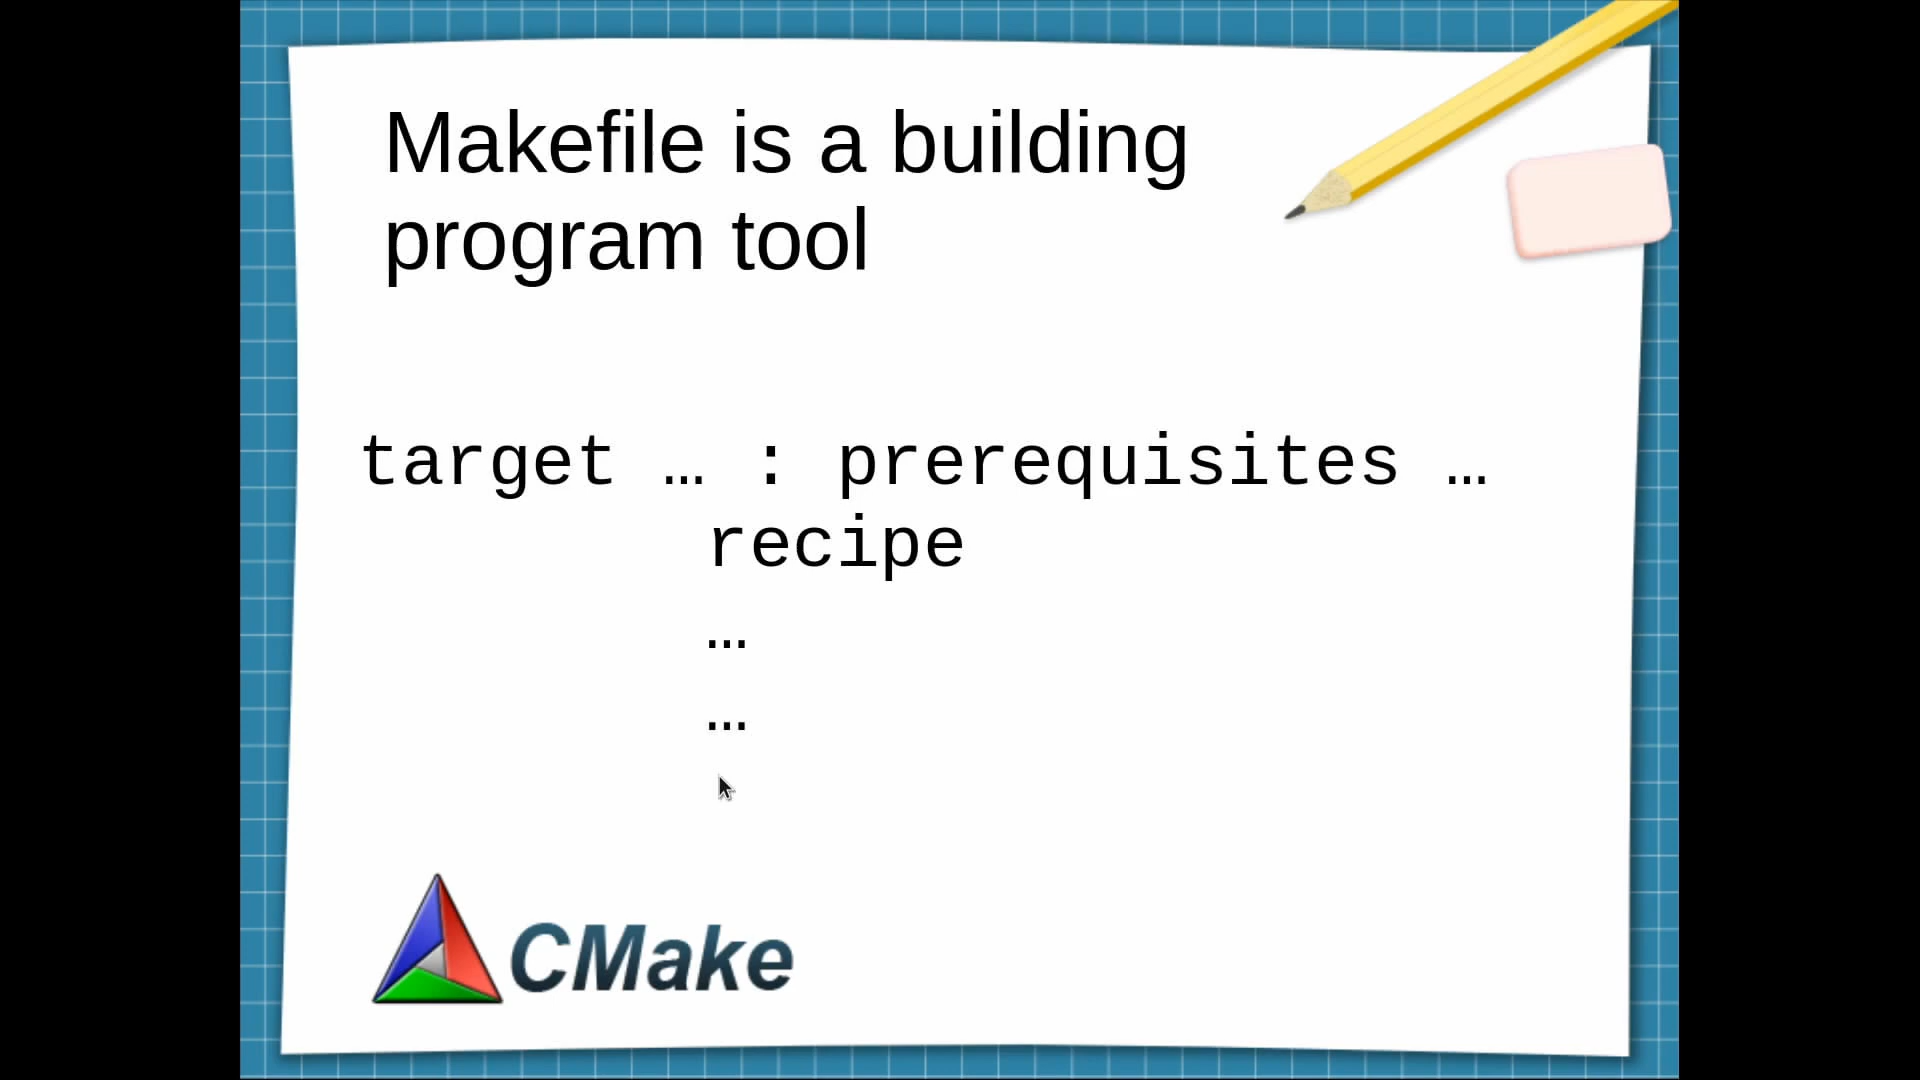 Makefile is a building
program tool
target … : prerequisites …
recipe
…
…
CMake